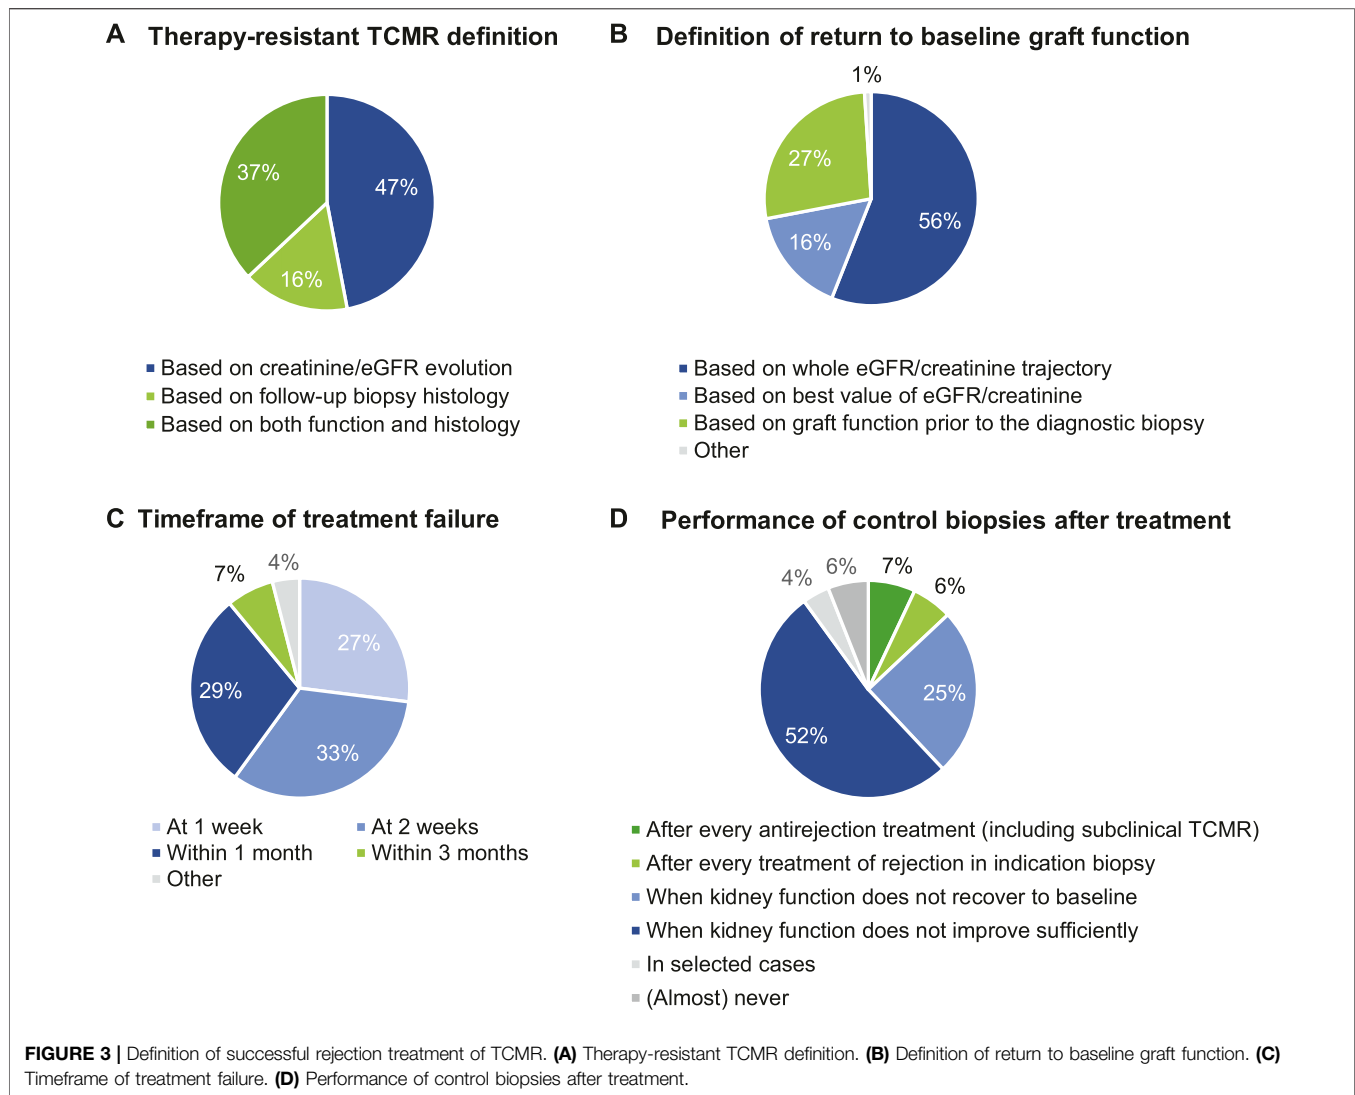 A Therapy-resistant TCMR definition
37%
47%
16%
Based on creatinine/eGFR evolution
Based on follow-up biopsy histology
Based on both function and histology
B Definition of return to baseline graft function
1%
27%
56%
16%
Based on whole eGFR/creatinine trajectory
Based on best value of eGFR/creatinine
Based on graft function prior to the diagnostic biopsy
Other
C Timeframe of treatment failure
4%
7%
27%
29%
33%
At 1 week At 2 weeks
Within 1 month Within 3 months
Other
D Performance of control biopsies after treatment
6% 7%
4% 6%
25%
52%
After every antirejection treatment (including subclinical TCMR)
After every treatment of rejection in indication biopsy
When kidney function does not recover to baseline
When kidney function does not improve sufficiently
In selected cases
(Almost) never
FIGURE 3 | Definition of successful rejection treatment of TCMR. (A) Therapy-resistant TCMR definition. (B) Definition of return to baseline graft function. (C)
Timeframe of treatment failure. (D) Performance of control biopsies after treatment.